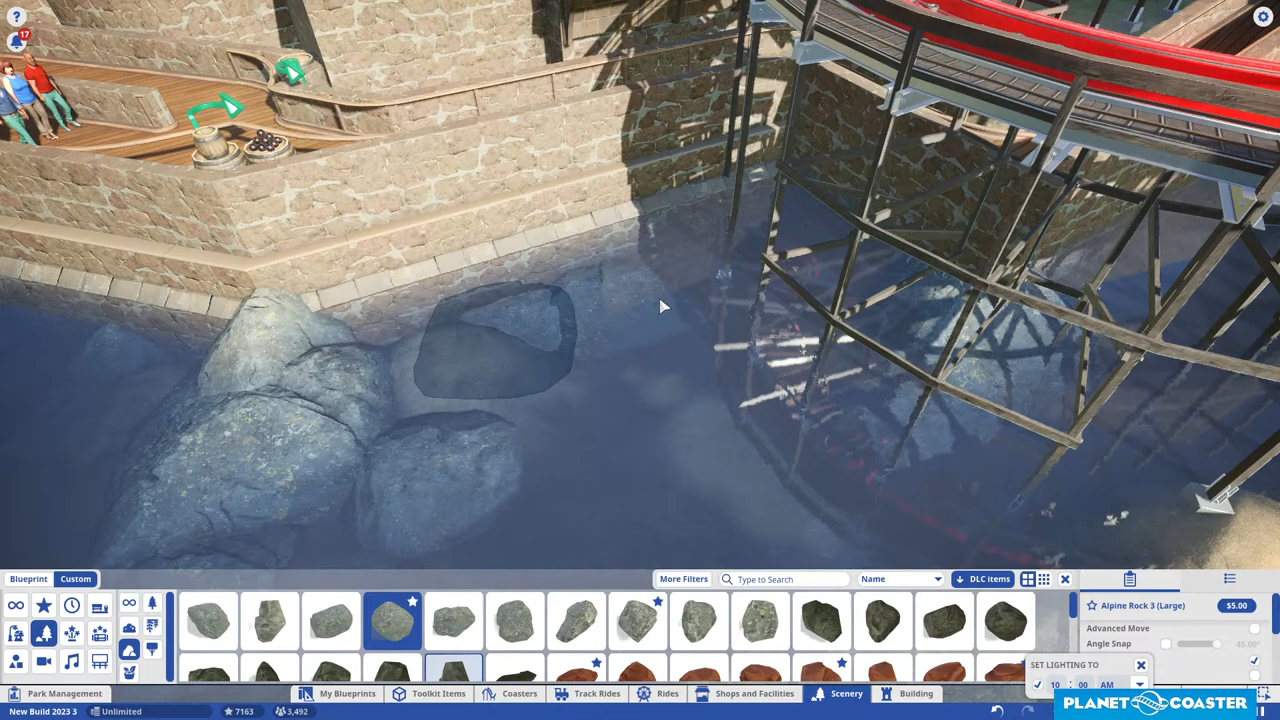 ?
17
Blueprint
Custom
More Filters
Type to Search
Name
DLC items
Alpine Rock 3 (Large)
$5.00
Advanced Move
Angle Snap
45.00°
SET LIGHTING TO
10 : 00 AM
Park Management
My Blueprints
Toolkit Items
Coasters
Track Rides
Rides
Shops and Facilities
Scenery
Building
PLANET COASTER
New Build 2023 3
Unlimited
7163
3,492